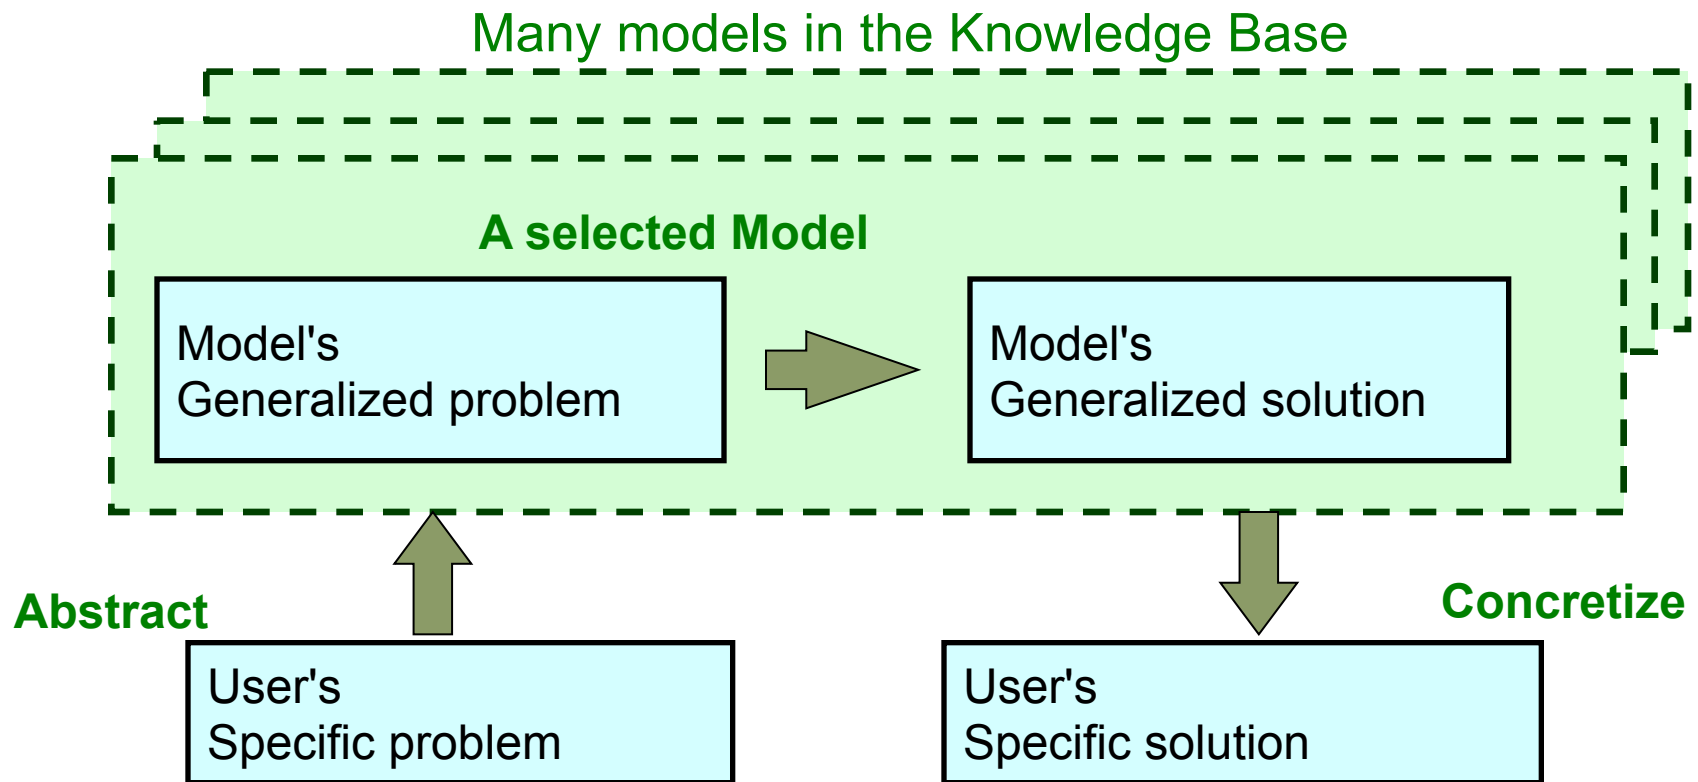 Many models in the Knowledge Base
A selected Model
Model's
Generalized problem
Model's
Generalized solution
Abstract
Concretize
User's
Specific problem
User's
Specific solution